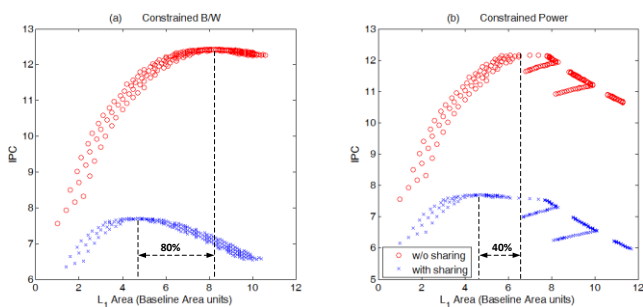 (a) Constrained B/W
13
12
11
10
9
8
7
6
IPC
80%
0 2 4 6 8 10 12
L1 Area (Baseline Area units)
(b) Constrained Power
13
12
11
10
9
8
7
6
5
IPC
40%
w/o sharing
with sharing
0 2 4 6 8 10 12
L1 Area (Baseline Area units)